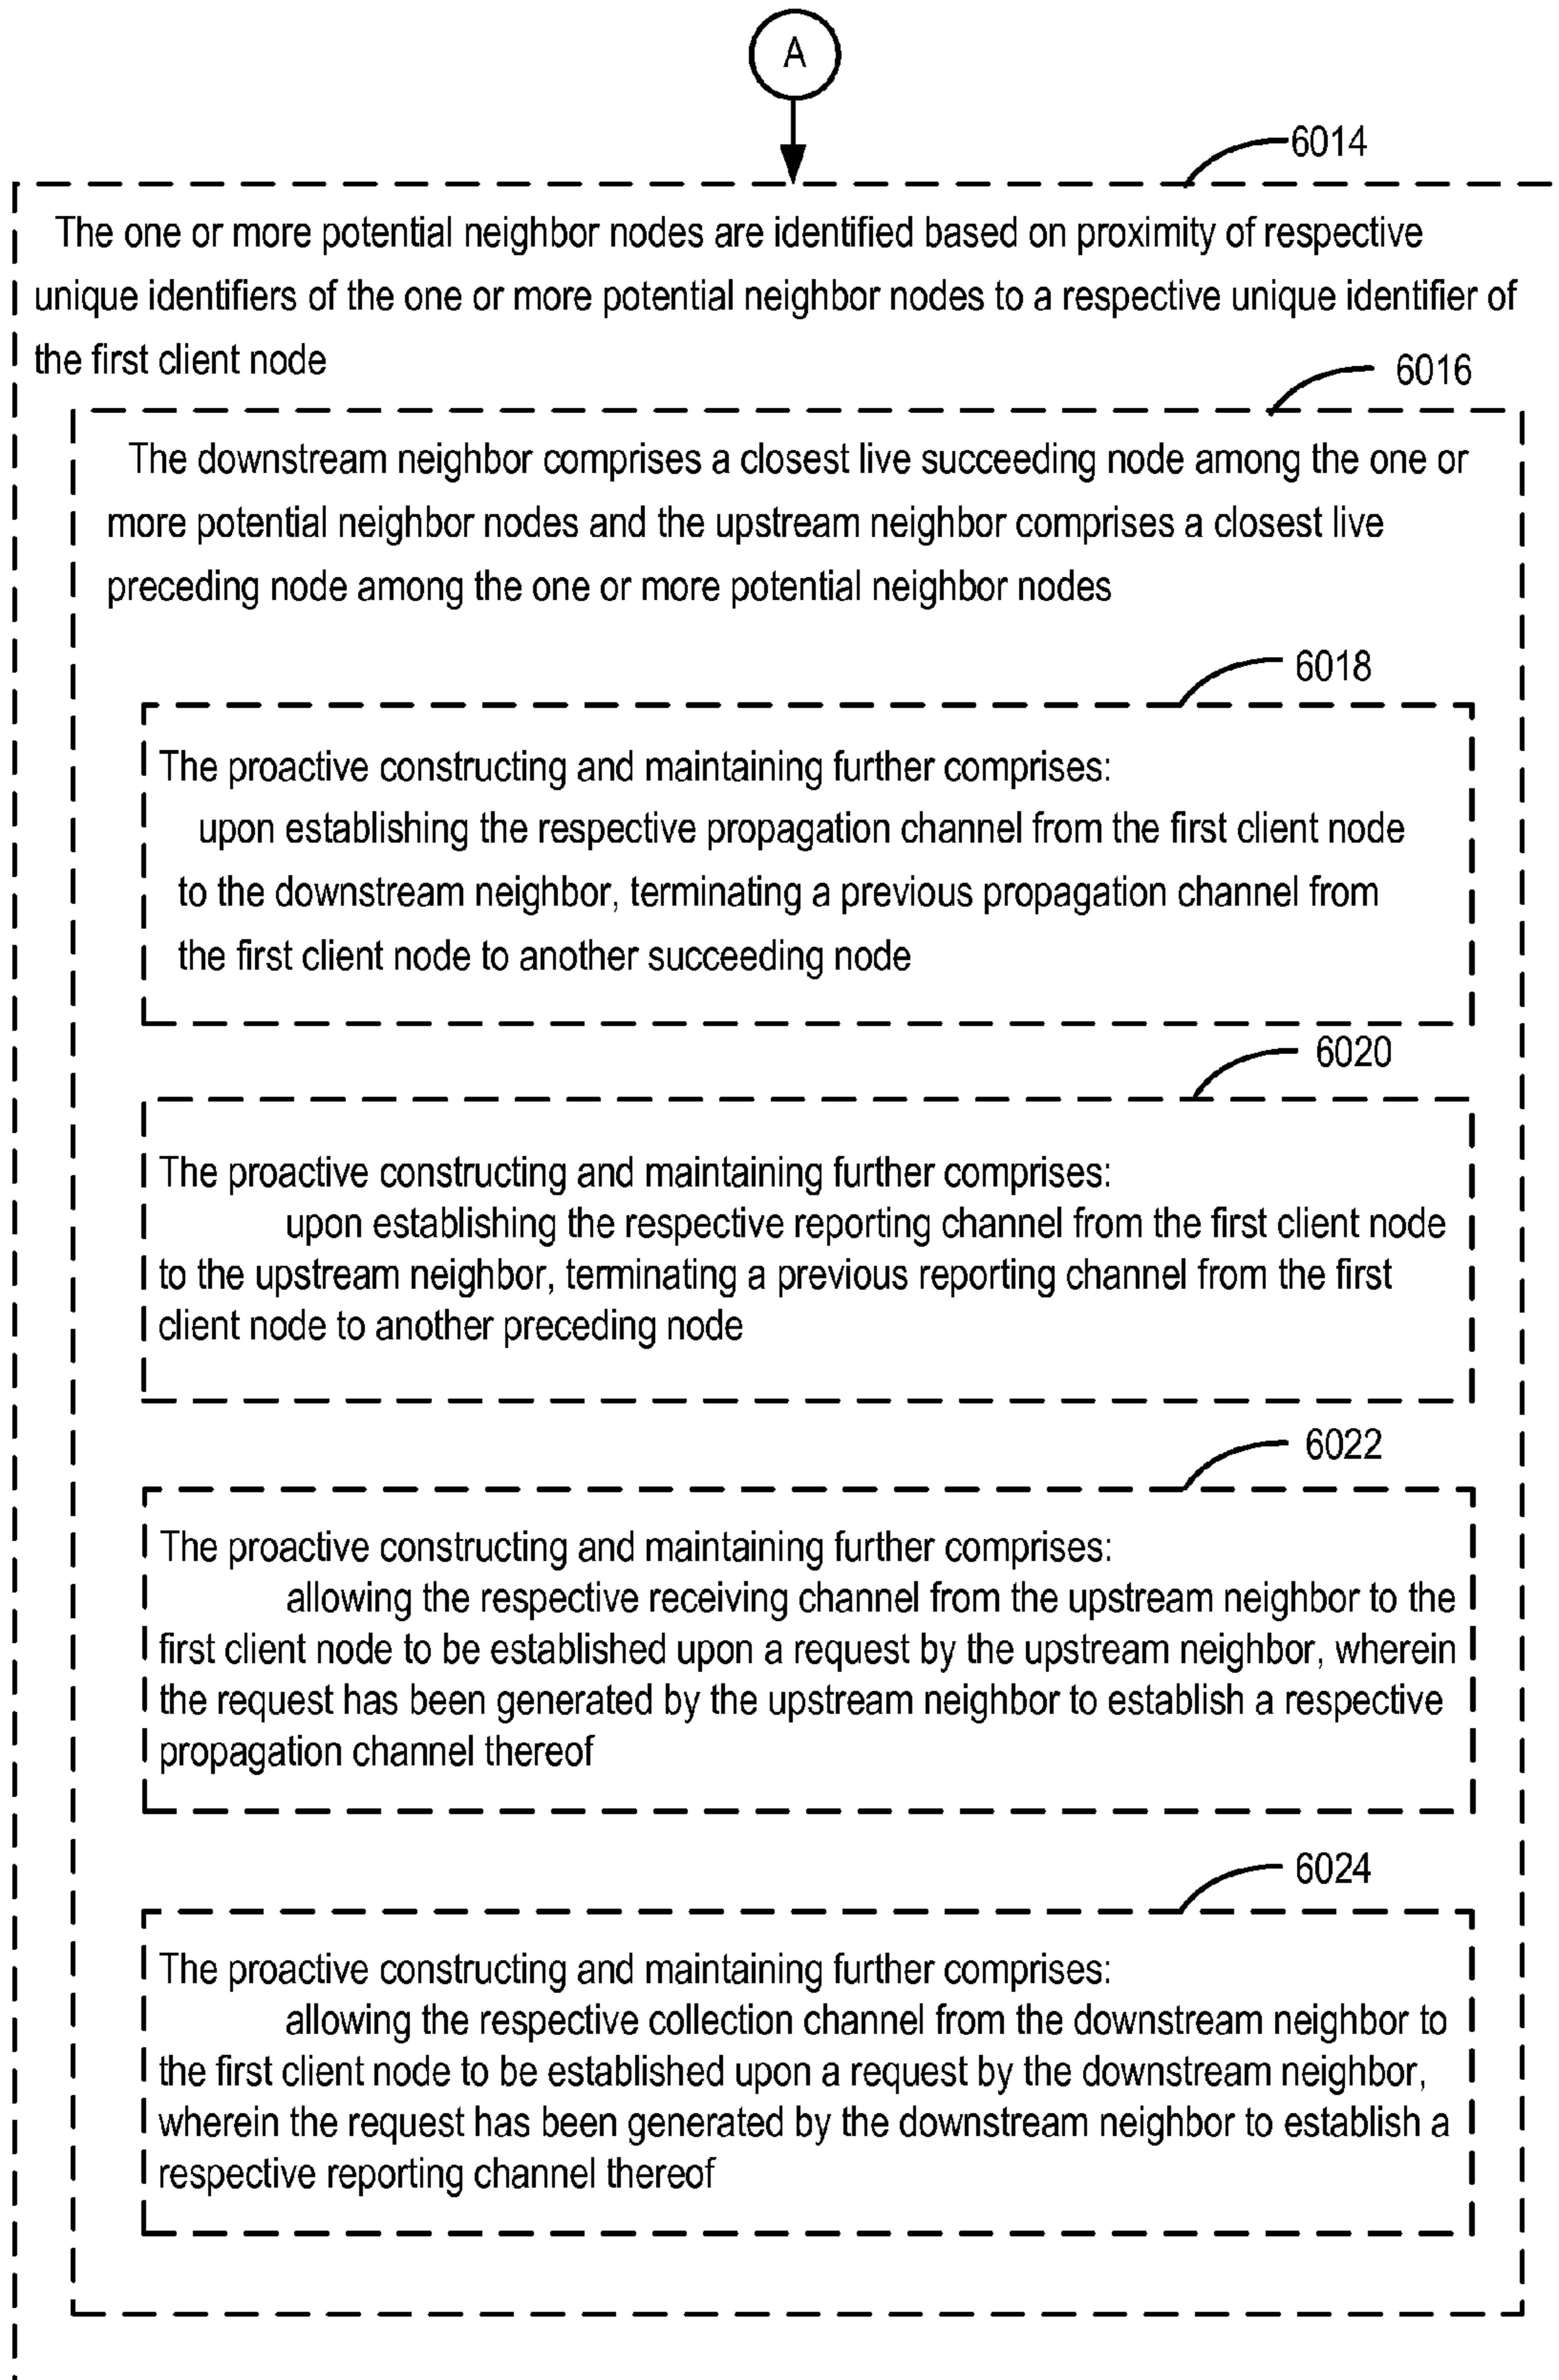 A
6014
The one or more potential neighbor nodes are identified based on proximity of respective
unique identifiers of the one or more potential neighbor nodes to a respective unique identifier of
the first client node
6016
The downstream neighbor comprises a closest live succeeding node among the one or
more potential neighbor nodes and the upstream neighbor comprises a closest live
preceding node among the one or more potential neighbor nodes
6018
The proactive constructing and maintaining further comprises:
upon establishing the respective propagation channel from the first client node
to the downstream neighbor, terminating a previous propagation channel from
the first client node to another succeeding node
6020
The proactive constructing and maintaining further comprises:
upon establishing the respective reporting channel from the first client node
to the upstream neighbor, terminating a previous reporting channel from the first
client node to another preceding node
6022
The proactive constructing and maintaining further comprises:
allowing the respective receiving channel from the upstream neighbor to the
first client node to be established upon a request by the upstream neighbor, wherein
the request has been generated by the upstream neighbor to establish a respective
propagation channel thereof
6024
The proactive constructing and maintaining further comprises:
allowing the respective collection channel from the downstream neighbor to
the first client node to be established upon a request by the downstream neighbor,
wherein the request has been generated by the downstream neighbor to establish a
respective reporting channel thereof